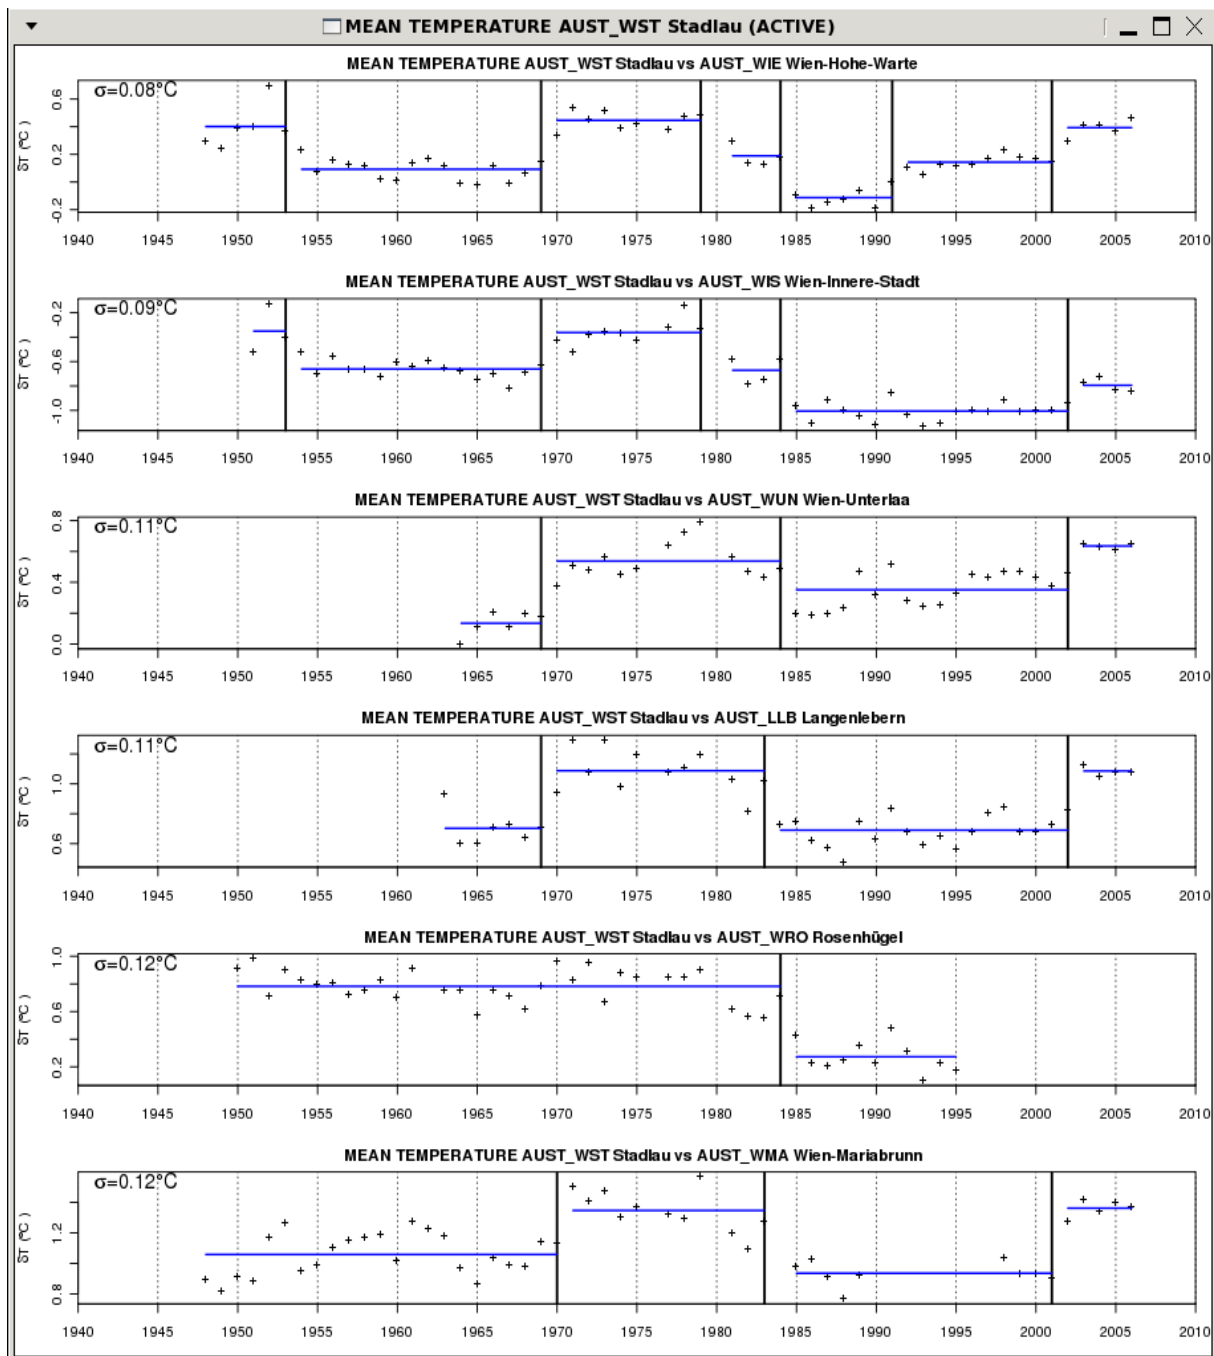 MEAN TEMPERATURE AUST_WST Stadlau (ACTIVE)
MEAN TEMPERATURE AUST_WST Stadlau vs AUST_WIE Wien-Hohe-Warte
σ=0.08°C
δT (°C )
0.6
0.2
-0.2
1940 1945 1950 1955 1960 1965 1970 1975 1980 1985 1990 1995 2000 2005 2010
MEAN TEMPERATURE AUST_WST Stadlau vs AUST_WIS Wien-Innere-Stadt
σ=0.09°C
δT (°C )
-0.2
-0.6
-1.0
1940 1945 1950 1955 1960 1965 1970 1975 1980 1985 1990 1995 2000 2005 2010
MEAN TEMPERATURE AUST_WST Stadlau vs AUST_WUN Wien-Unterlaa
σ=0.11°C
δT (°C )
0.8
0.4
0.0
1940 1945 1950 1955 1960 1965 1970 1975 1980 1985 1990 1995 2000 2005 2010
MEAN TEMPERATURE AUST_WST Stadlau vs AUST_LLB Langenlebern
σ=0.11°C
δT (°C )
1.0
0.6
1940 1945 1950 1955 1960 1965 1970 1975 1980 1985 1990 1995 2000 2005 2010
MEAN TEMPERATURE AUST_WST Stadlau vs AUST_WRO Rosenhügel
σ=0.12°C
δT (°C )
1.0
0.6
0.2
1940 1945 1950 1955 1960 1965 1970 1975 1980 1985 1990 1995 2000 2005 2010
MEAN TEMPERATURE AUST_WST Stadlau vs AUST_WMA Wien-Mariabrunn
σ=0.12°C
δT (°C )
1.2
0.8
1940 1945 1950 1955 1960 1965 1970 1975 1980 1985 1990 1995 2000 2005 2010